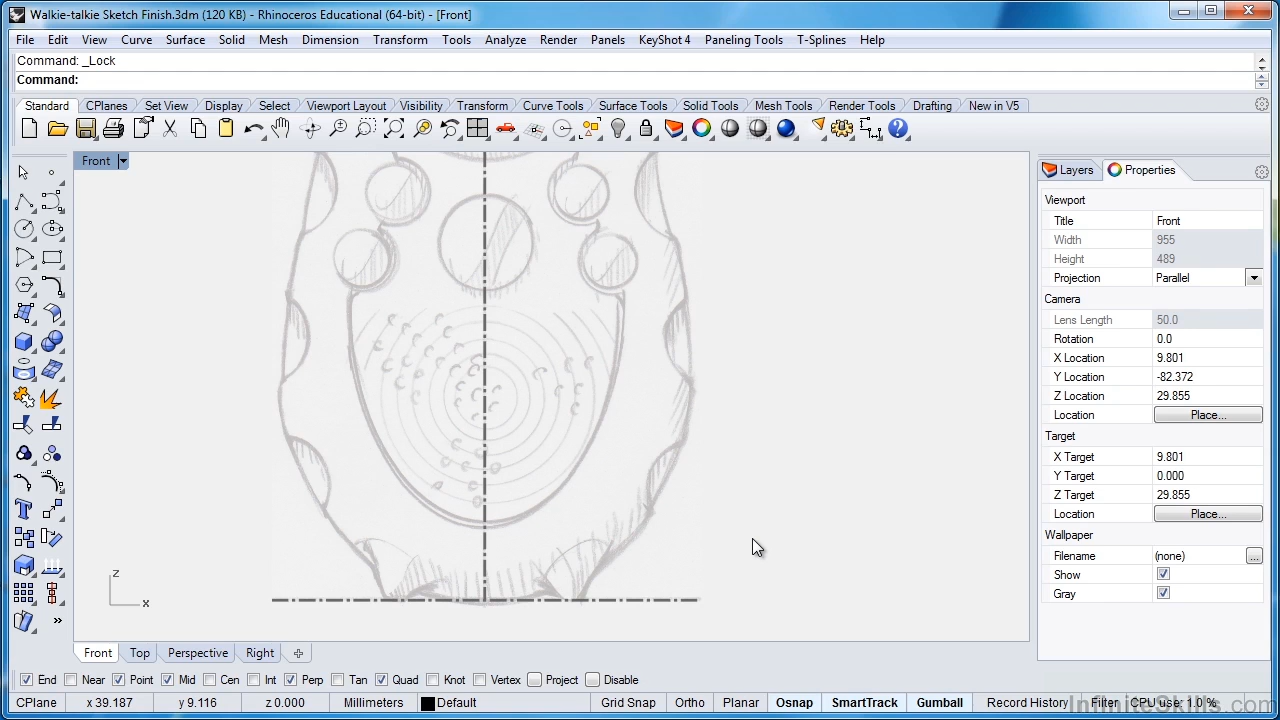 Walkie-talkie Sketch Finish.3dm (120 KB) - Rhinoceros Educational (64-bit) - [Front]
File Edit View Curve Surface Solid Mesh Dimension Transform Tools Analyze Render Panels KeyShot 4 Paneling Tools T-Splines Help
Command: _Lock
Command:
Standard CPlanes Set View Display Select Viewport Layout Visibility Transform Curve Tools Surface Tools Solid Tools Mesh Tools Render Tools Drafting New in V5
Front
Layers Properties
Viewport
Title Front
Width 955
Height 489
Projection Parallel
Camera
Lens Length 50.0
Rotation 0.0
X Location 9.801
Y Location -82.372
Z Location 29.855
Location Place...
Target
X Target 9.801
Y Target 0.000
Z Target 29.855
Location Place...
Wallpaper
Filename (none) ...
Show
Gray
z
x
Front Top Perspective Right
End Near Point Mid Cen Int Perp Tan Quad Knot Vertex Project Disable
CPlane x 39.187 y 9.116 z 0.000 Millimeters Default Grid Snap Ortho Planar Osnap SmartTrack Gumball Record History Filter CPU use: 1.0 %
InfiniteSkills.com